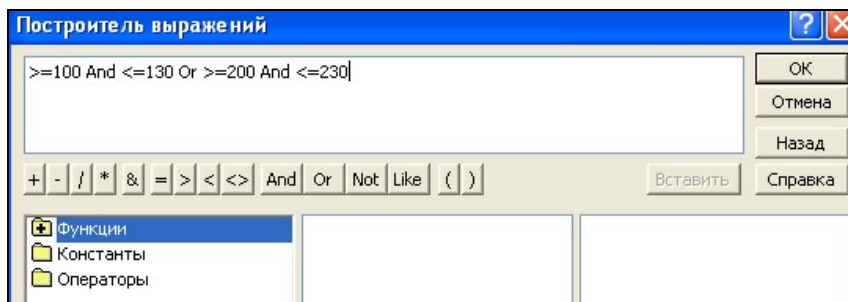 Построитель выражений
>=100 And <=130 Or >=200 And <=230
ОК
Отмена
Назад
+ - / * & = > < <> And Or Not Like ( ) Вставить Справка
Функции
Константы
Операторы